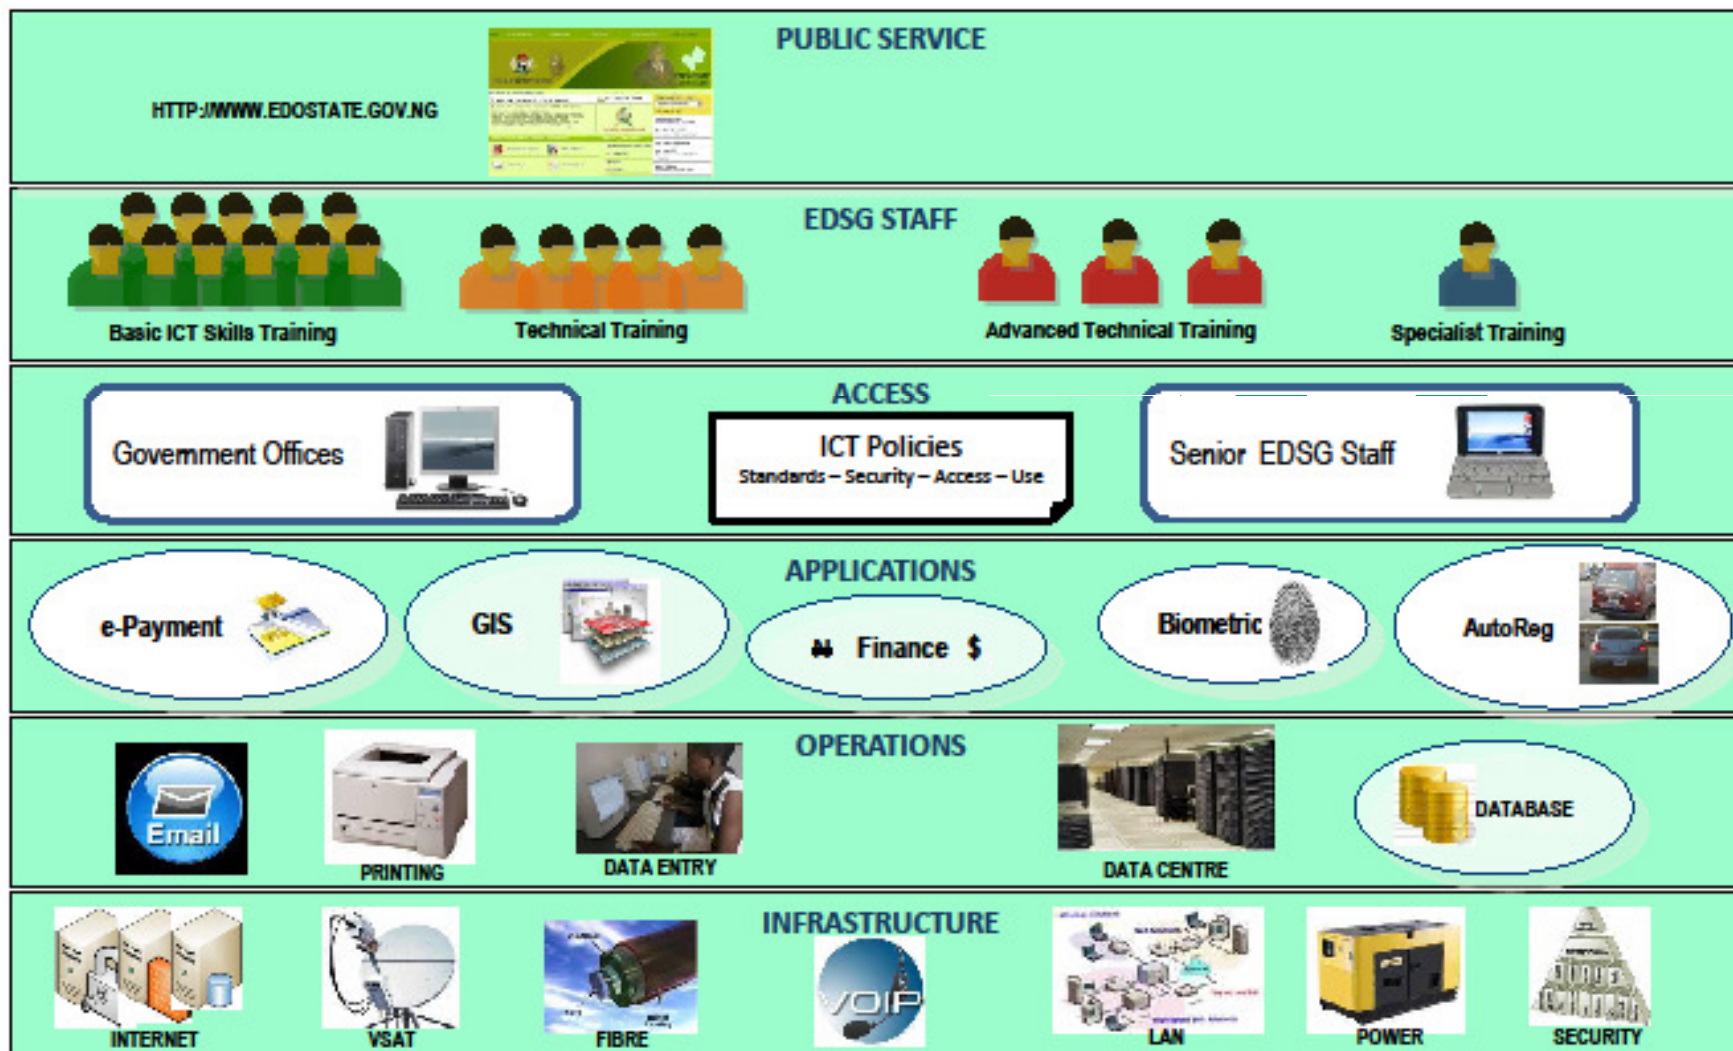 PUBLIC SERVICE
HTTP://WWW.EDOSTATE.GOV.NG
EDSG STAFF
Basic ICT Skills Training
Technical Training
Advanced Technical Training
Specialist Training
ACCESS
Government Offices
ICT Policies
Standards – Security – Access – Use
Senior EDSG Staff
APPLICATIONS
e-Payment
GIS
₦ Finance $
Biometric
AutoReg
OPERATIONS
Email
PRINTING
DATA ENTRY
DATA CENTRE
DATABASE
INFRASTRUCTURE
INTERNET
VSAT
FIBRE
VOIP
LAN
POWER
SECURITY